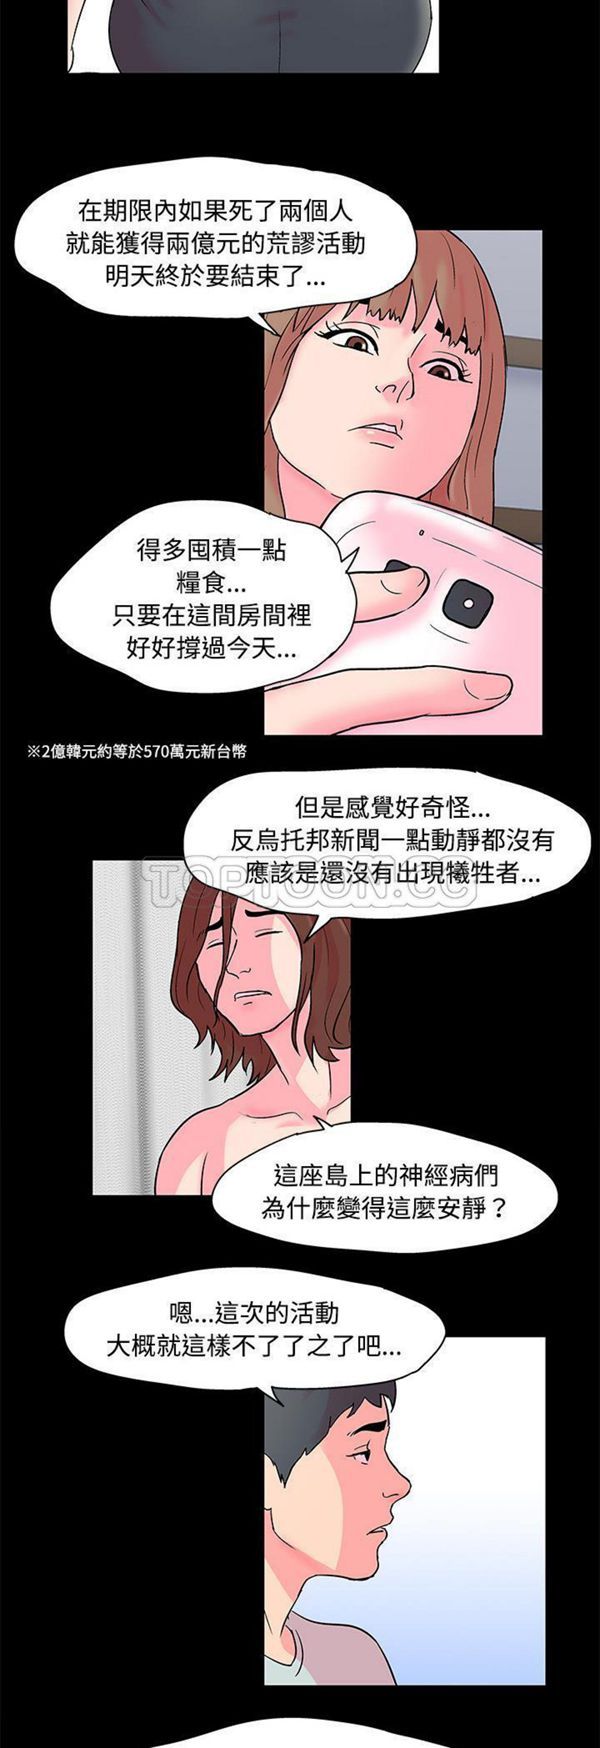 在期限內如果死了兩個人
就能獲得兩億元的荒謬活動
明天終於要結束了...
得多囤積一點
糧食...
只要在這間房間裡
好好撐過今天...
※2億韓元約等於570萬元新台幣
但是感覺好奇怪...
反烏托邦新聞一點動靜都沒有
應該是還沒有出現犧牲者...
TOPTOON.CC
這座島上的神經病們
為什麼變得這麼安靜？
嗯...這次的活動
大概就這樣不了了之了吧...